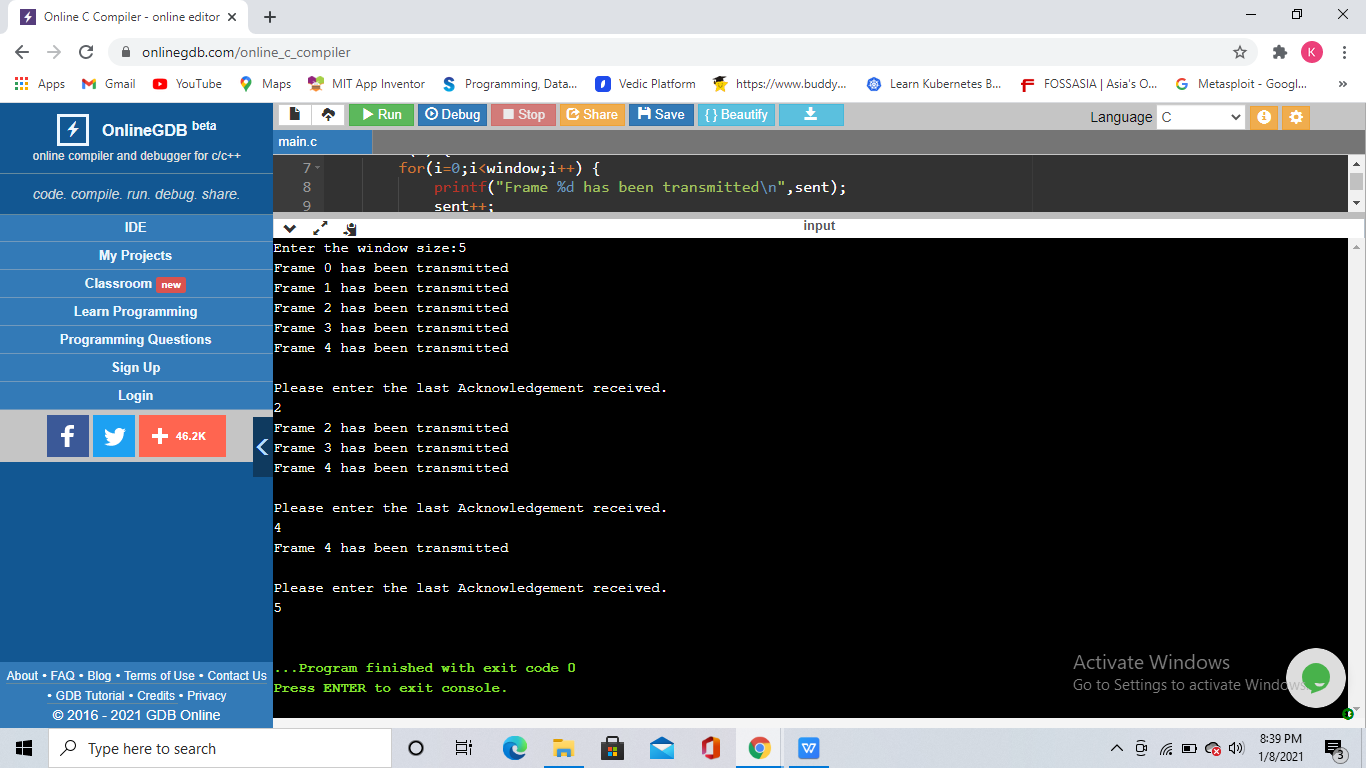 Online C Compiler - online editor
onlinegdb.com/online_c_compiler
K
Apps Gmail YouTube Maps MIT App Inventor Programming, Data... Vedic Platform https://www.buddy... Learn Kubernetes B... FOSSASIA | Asia's O... Metasploit - Googl... »
OnlineGDB beta
online compiler and debugger for c/c++
code. compile. run. debug. share.
IDE
My Projects
Classroom new
Learn Programming
Programming Questions
Sign Up
Login
46.2K
About • FAQ • Blog • Terms of Use • Contact Us
• GDB Tutorial • Credits • Privacy
© 2016 - 2021 GDB Online
Run Debug Stop Share Save { } Beautify
Language C
main.c
7 for(i=0;i<window;i++) {
8 printf("Frame %d has been transmitted\n",sent);
9 sent++;
input
Enter the window size:5
Frame 0 has been transmitted
Frame 1 has been transmitted
Frame 2 has been transmitted
Frame 3 has been transmitted
Frame 4 has been transmitted
Please enter the last Acknowledgement received.
2
Frame 2 has been transmitted
Frame 3 has been transmitted
Frame 4 has been transmitted
Please enter the last Acknowledgement received.
4
Frame 4 has been transmitted
Please enter the last Acknowledgement received.
5
...Program finished with exit code 0
Press ENTER to exit console.
Activate Windows
Go to Settings to activate Windows.
Type here to search
8:39 PM
1/8/2021
3